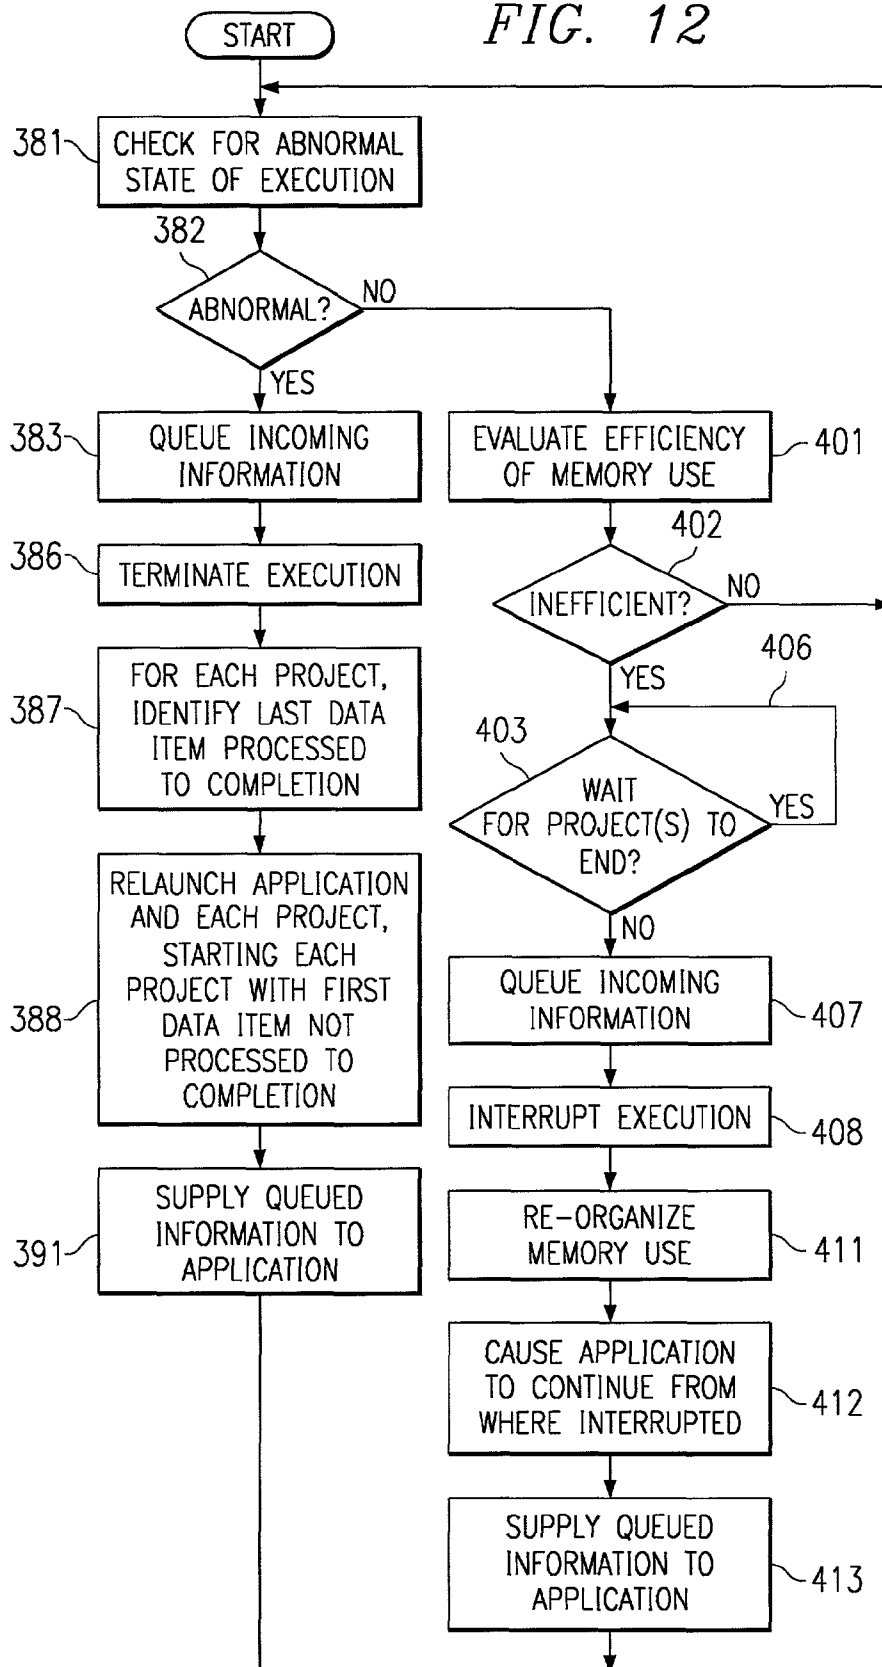 FIG. 12
START
381
CHECK FOR ABNORMAL
STATE OF EXECUTION
382
ABNORMAL?
NO
YES
383
QUEUE INCOMING
INFORMATION
386
TERMINATE EXECUTION
387
FOR EACH PROJECT,
IDENTIFY LAST DATA
ITEM PROCESSED
TO COMPLETION
388
RELAUNCH APPLICATION
AND EACH PROJECT,
STARTING EACH
PROJECT WITH FIRST
DATA ITEM NOT
PROCESSED TO
COMPLETION
391
SUPPLY QUEUED
INFORMATION TO
APPLICATION
EVALUATE EFFICIENCY
OF MEMORY USE
401
402
INEFFICIENT?
NO
YES
406
403
WAIT
FOR PROJECT(S) TO
END?
YES
NO
QUEUE INCOMING
INFORMATION
407
INTERRUPT EXECUTION
408
RE-ORGANIZE
MEMORY USE
411
CAUSE APPLICATION
TO CONTINUE FROM
WHERE INTERRUPTED
412
SUPPLY QUEUED
INFORMATION TO
APPLICATION
413